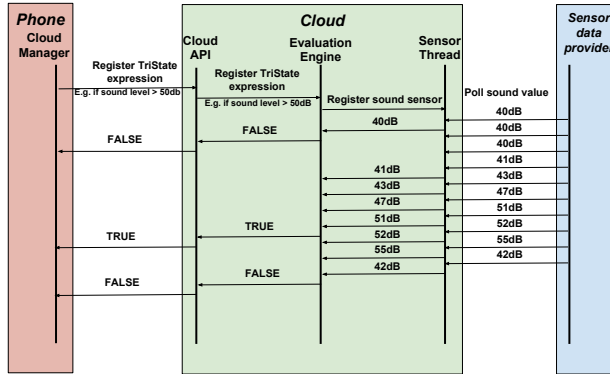 Phone
Cloud
Manager
Cloud
Cloud
API
Evaluation
Engine
Sensor
Thread
Sensor
data
provider
Register TriState
expression
E.g. if sound level > 50db
Register TriState
expression
E.g. if sound level > 50dB
Register sound sensor
Poll sound value
40dB
40dB
40dB
41dB
43dB
47dB
51dB
52dB
55dB
42dB
40dB
FALSE
FALSE
41dB
43dB
47dB
51dB
52dB
55dB
42dB
TRUE
TRUE
FALSE
FALSE